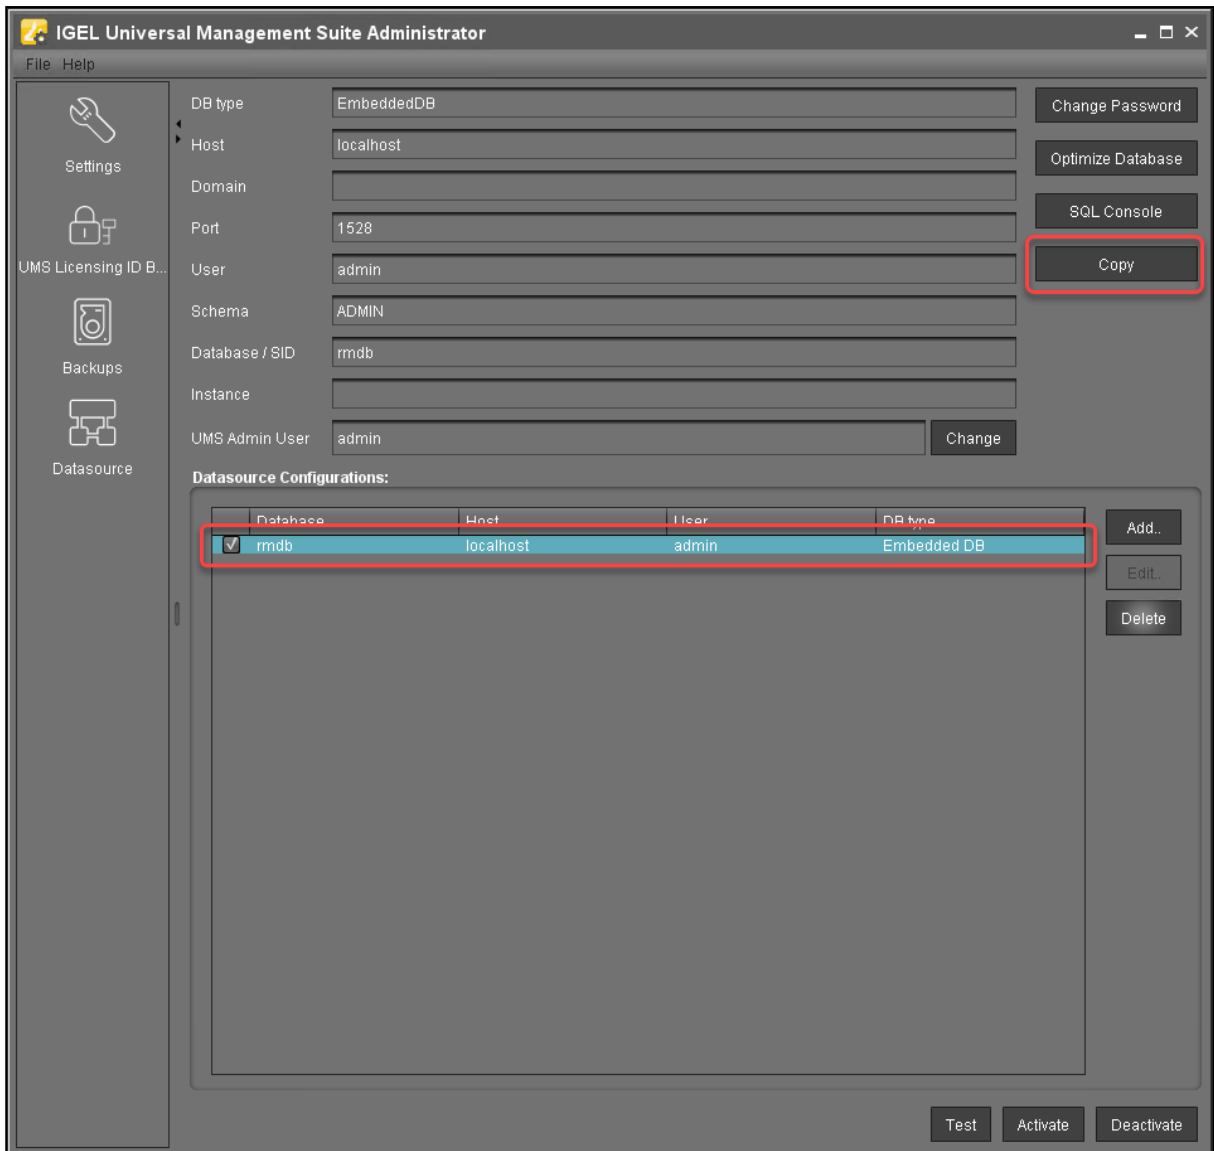 IGEL Universal Management Suite Administrator
File Help
Settings
UMS Licensing ID B...
Backups
Datasource
DB type EmbeddedDB
Host localhost
Domain
Port 1528
User admin
Schema ADMIN
Database / SID rmdb
Instance
UMS Admin User admin Change
Change Password
Optimize Database
SQL Console
Copy
Datasource Configurations:
Database Host User DB type
rmdb localhost admin Embedded DB
Add..
Edit..
Delete
Test Activate Deactivate